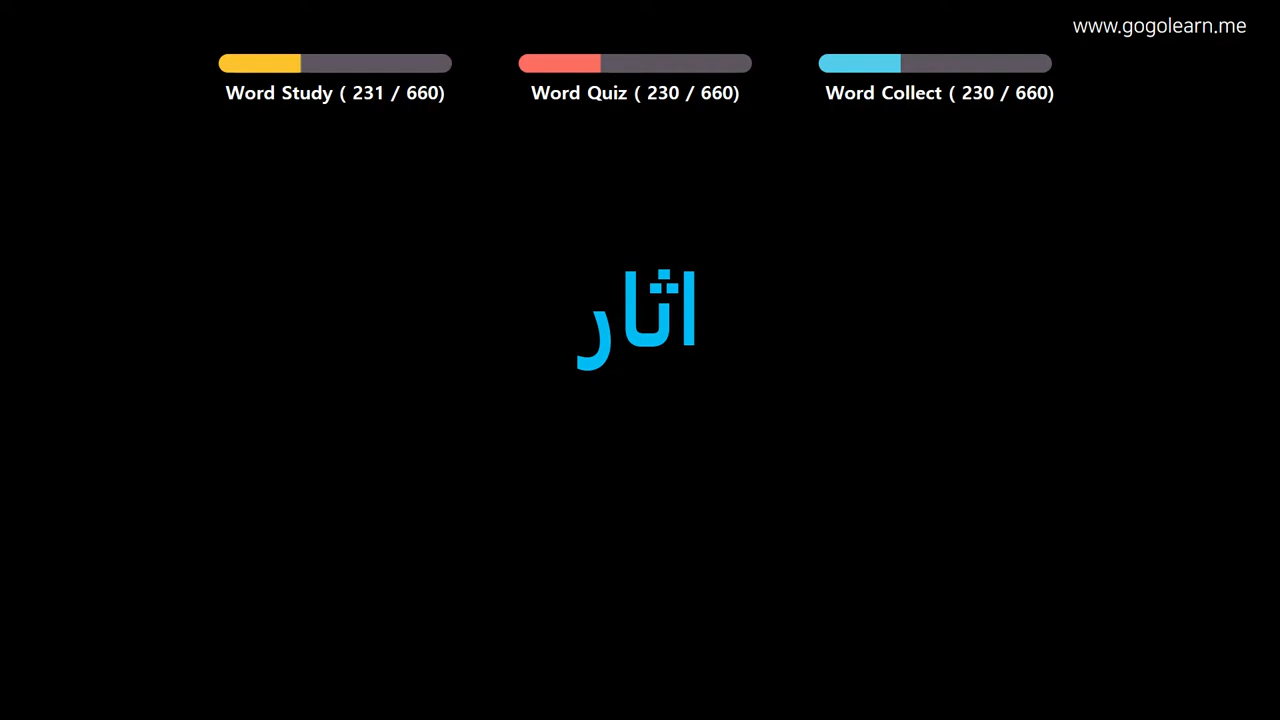 www.gogolearn.me
Word Study ( 231 / 660)
Word Quiz ( 230 / 660)
Word Collect ( 230 / 660)
اثار